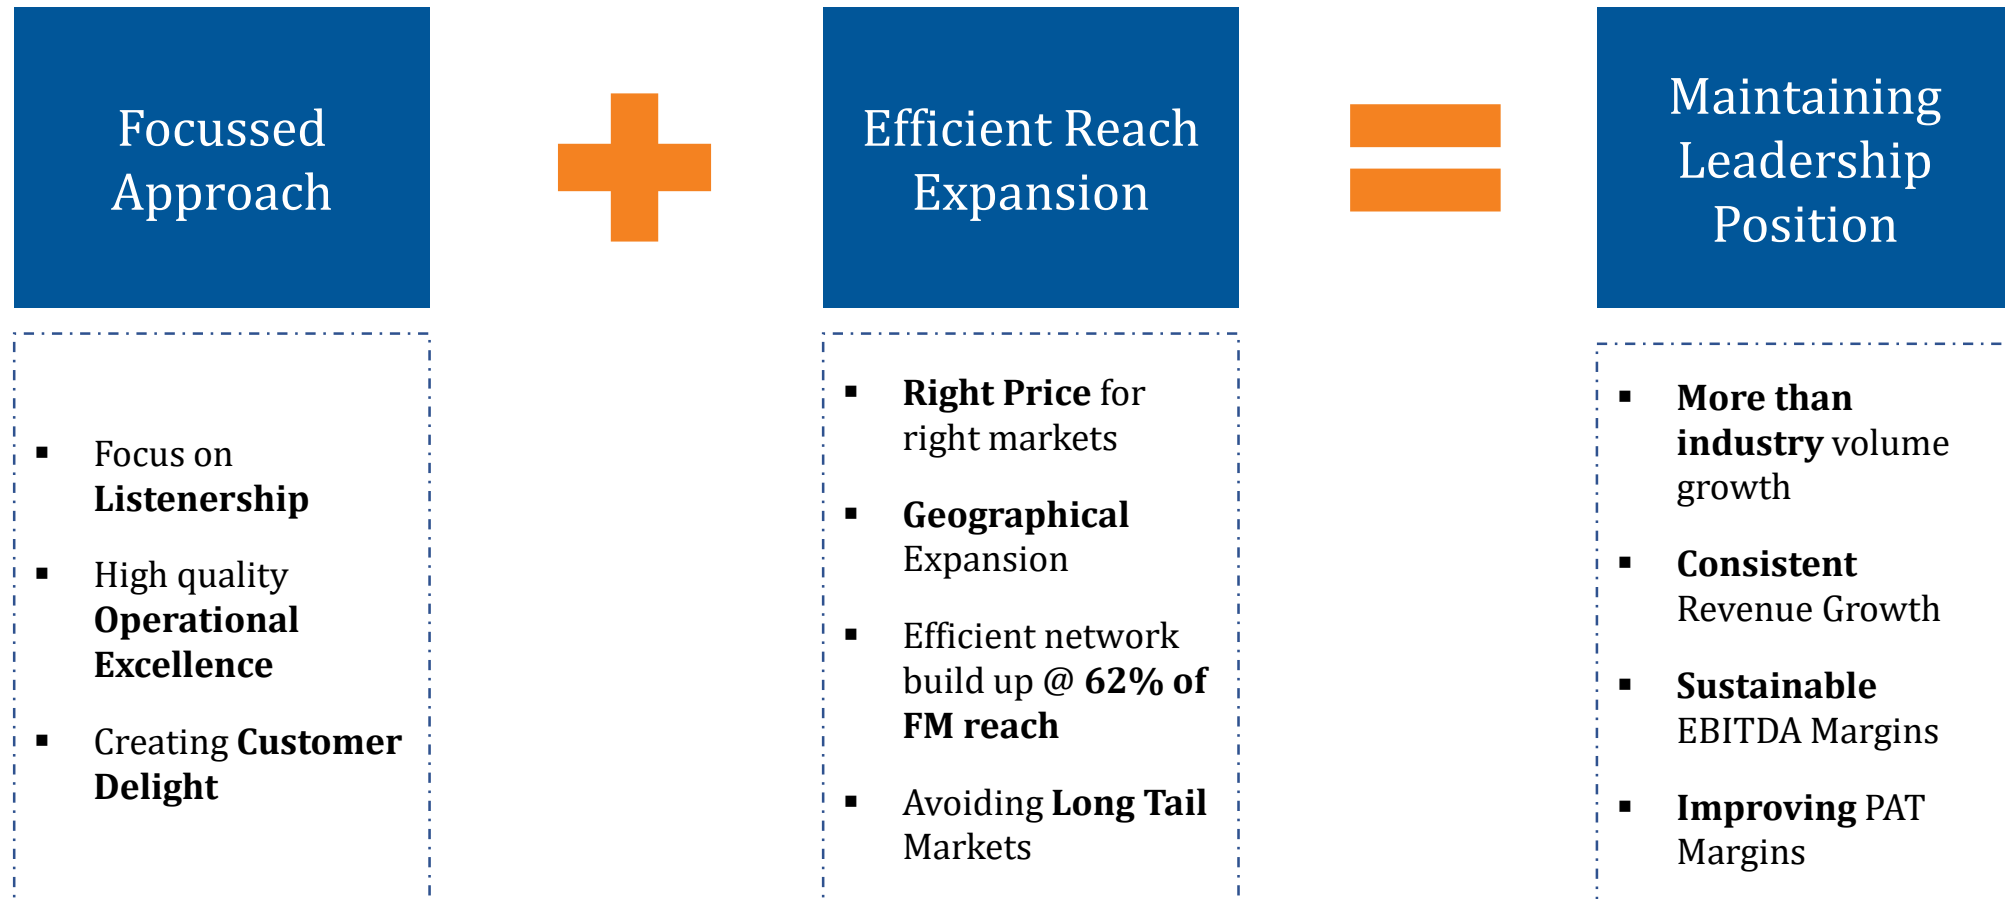 Focussed
Approach
Efficient Reach
Expansion
Maintaining
Leadership
Position
▪ Focus on
Listenership
▪ High quality
Operational
Excellence
▪ Creating Customer
Delight
▪ Right Price for
right markets
▪ Geographical
Expansion
▪ Efficient network
build up @ 62% of
FM reach
▪ Avoiding Long Tail
Markets
▪ More than
industry volume
growth
▪ Consistent
Revenue Growth
▪ Sustainable
EBITDA Margins
▪ Improving PAT
Margins